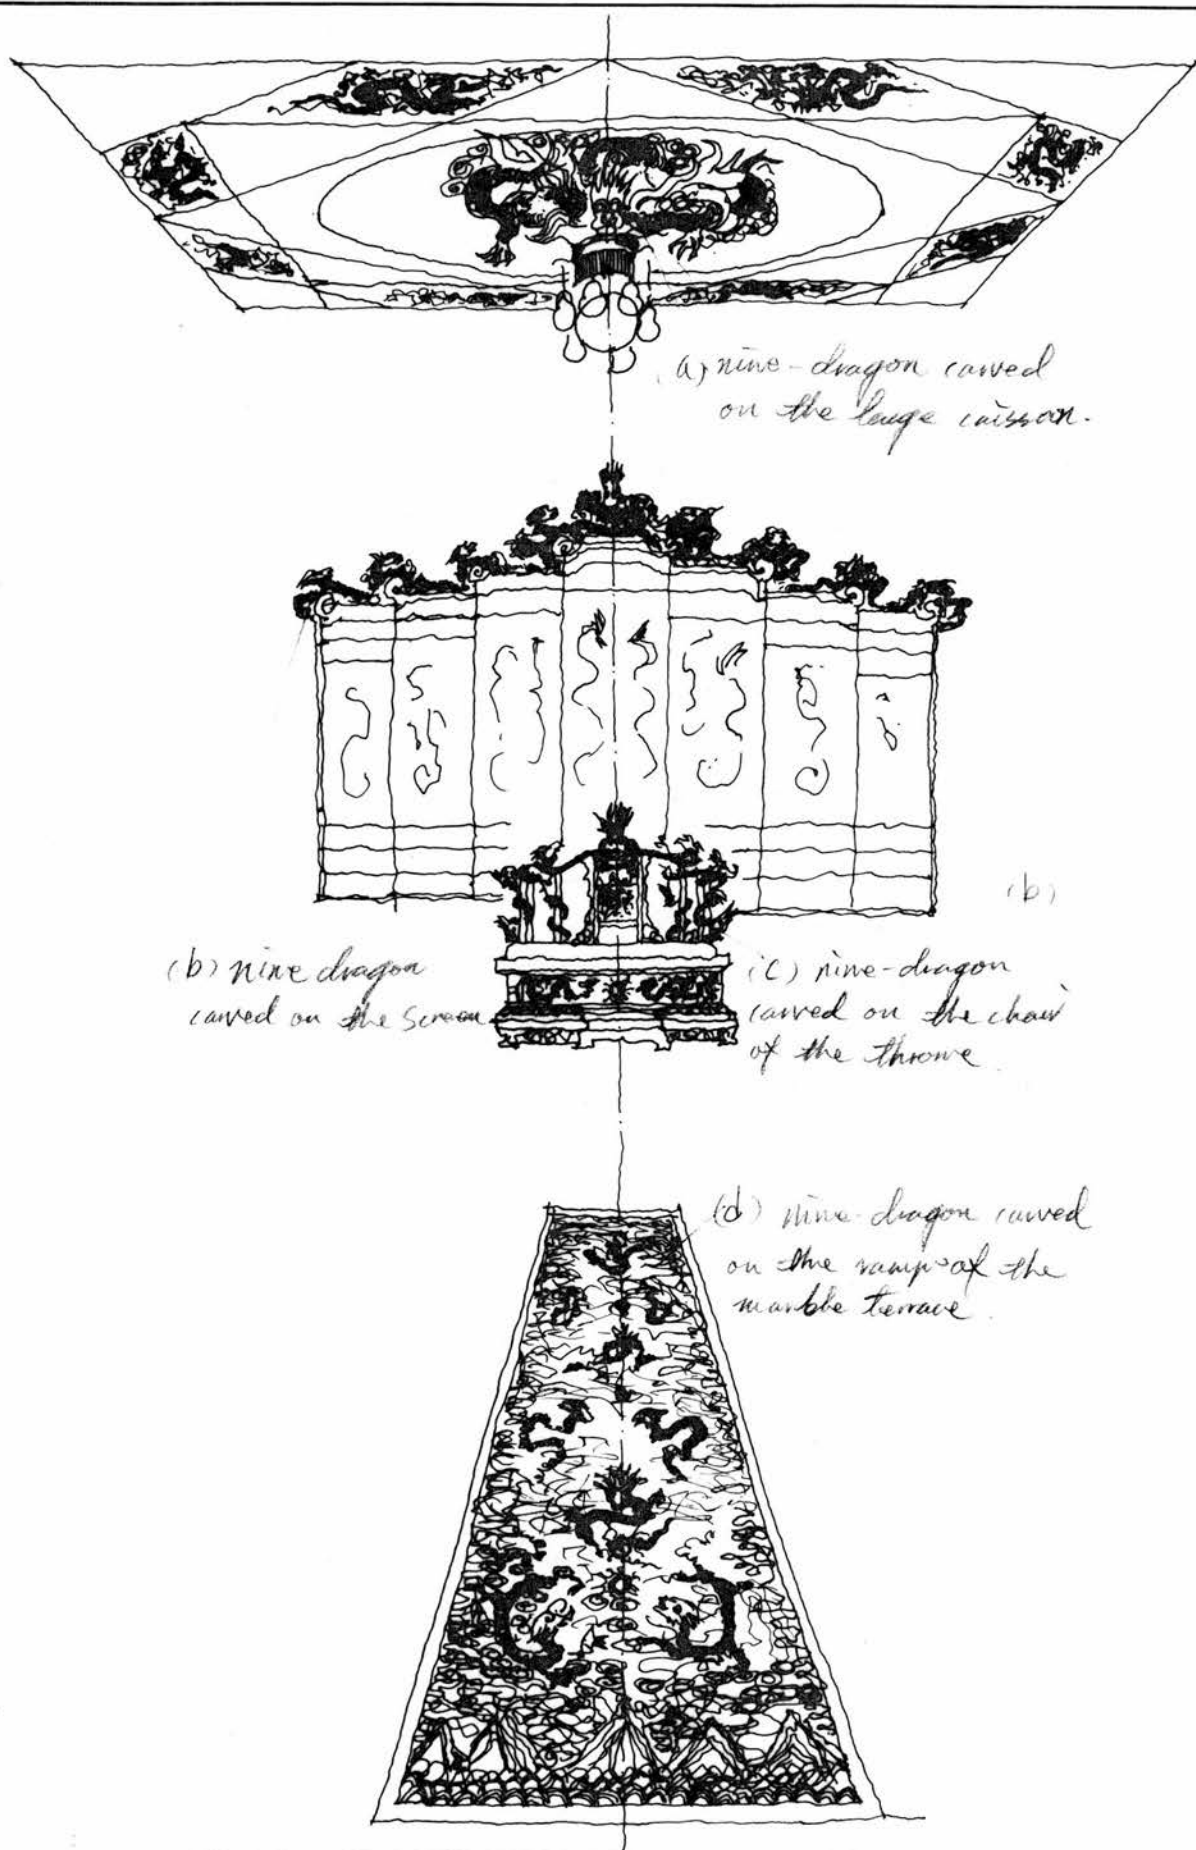 (a) nine-dragon carved
on the large caisson.
(b)
(b) nine dragon
carved on the screen
(c) nine-dragon
carved on the chair
of the throne
(d) nine-dragon carved
on the ramp of the
marble terrace